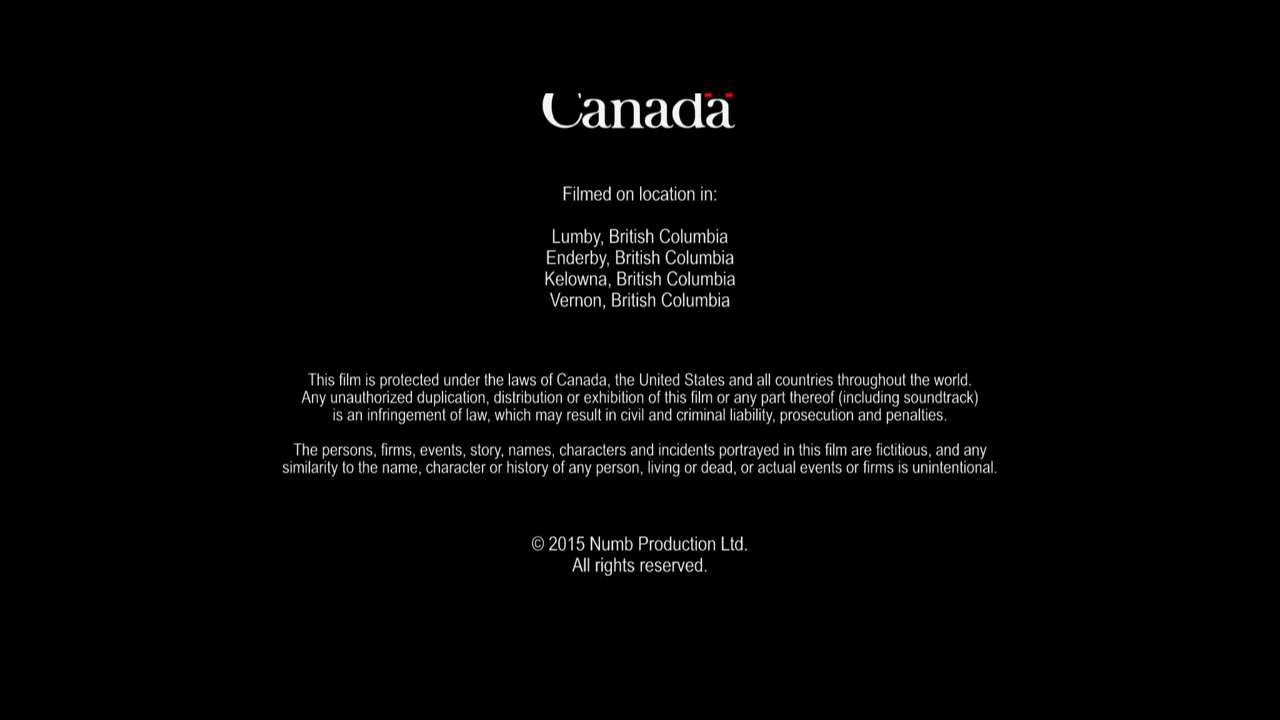 Canada
Filmed on location in:
Lumby, British Columbia
Enderby, British Columbia
Kelowna, British Columbia
Vernon, British Columbia
This film is protected under the laws of Canada, the United States and all countries throughout the world.
Any unauthorized duplication, distribution or exhibition of this film or any part thereof (including soundtrack)
is an infringement of law, which may result in civil and criminal liability, prosecution and penalties.
The persons, firms, events, story, names, characters and incidents portrayed in this film are fictitious, and any
similarity to the name, character or history of any person, living or dead, or actual events or firms is unintentional.
© 2015 Numb Production Ltd.
All rights reserved.